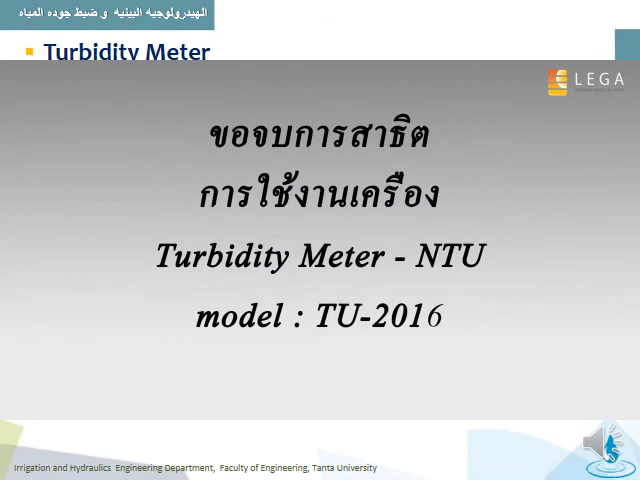 الهيدرولوجيه البينيه و ضبط جوده المياه
Turbidity Meter
LEGA
ขอจบการสาธิต
การใช้งานเครื่อง
Turbidity Meter - NTU
model : TU-2016
Irrigation and Hydraulics Engineering Department, Faculty of Engineering, Tanta University